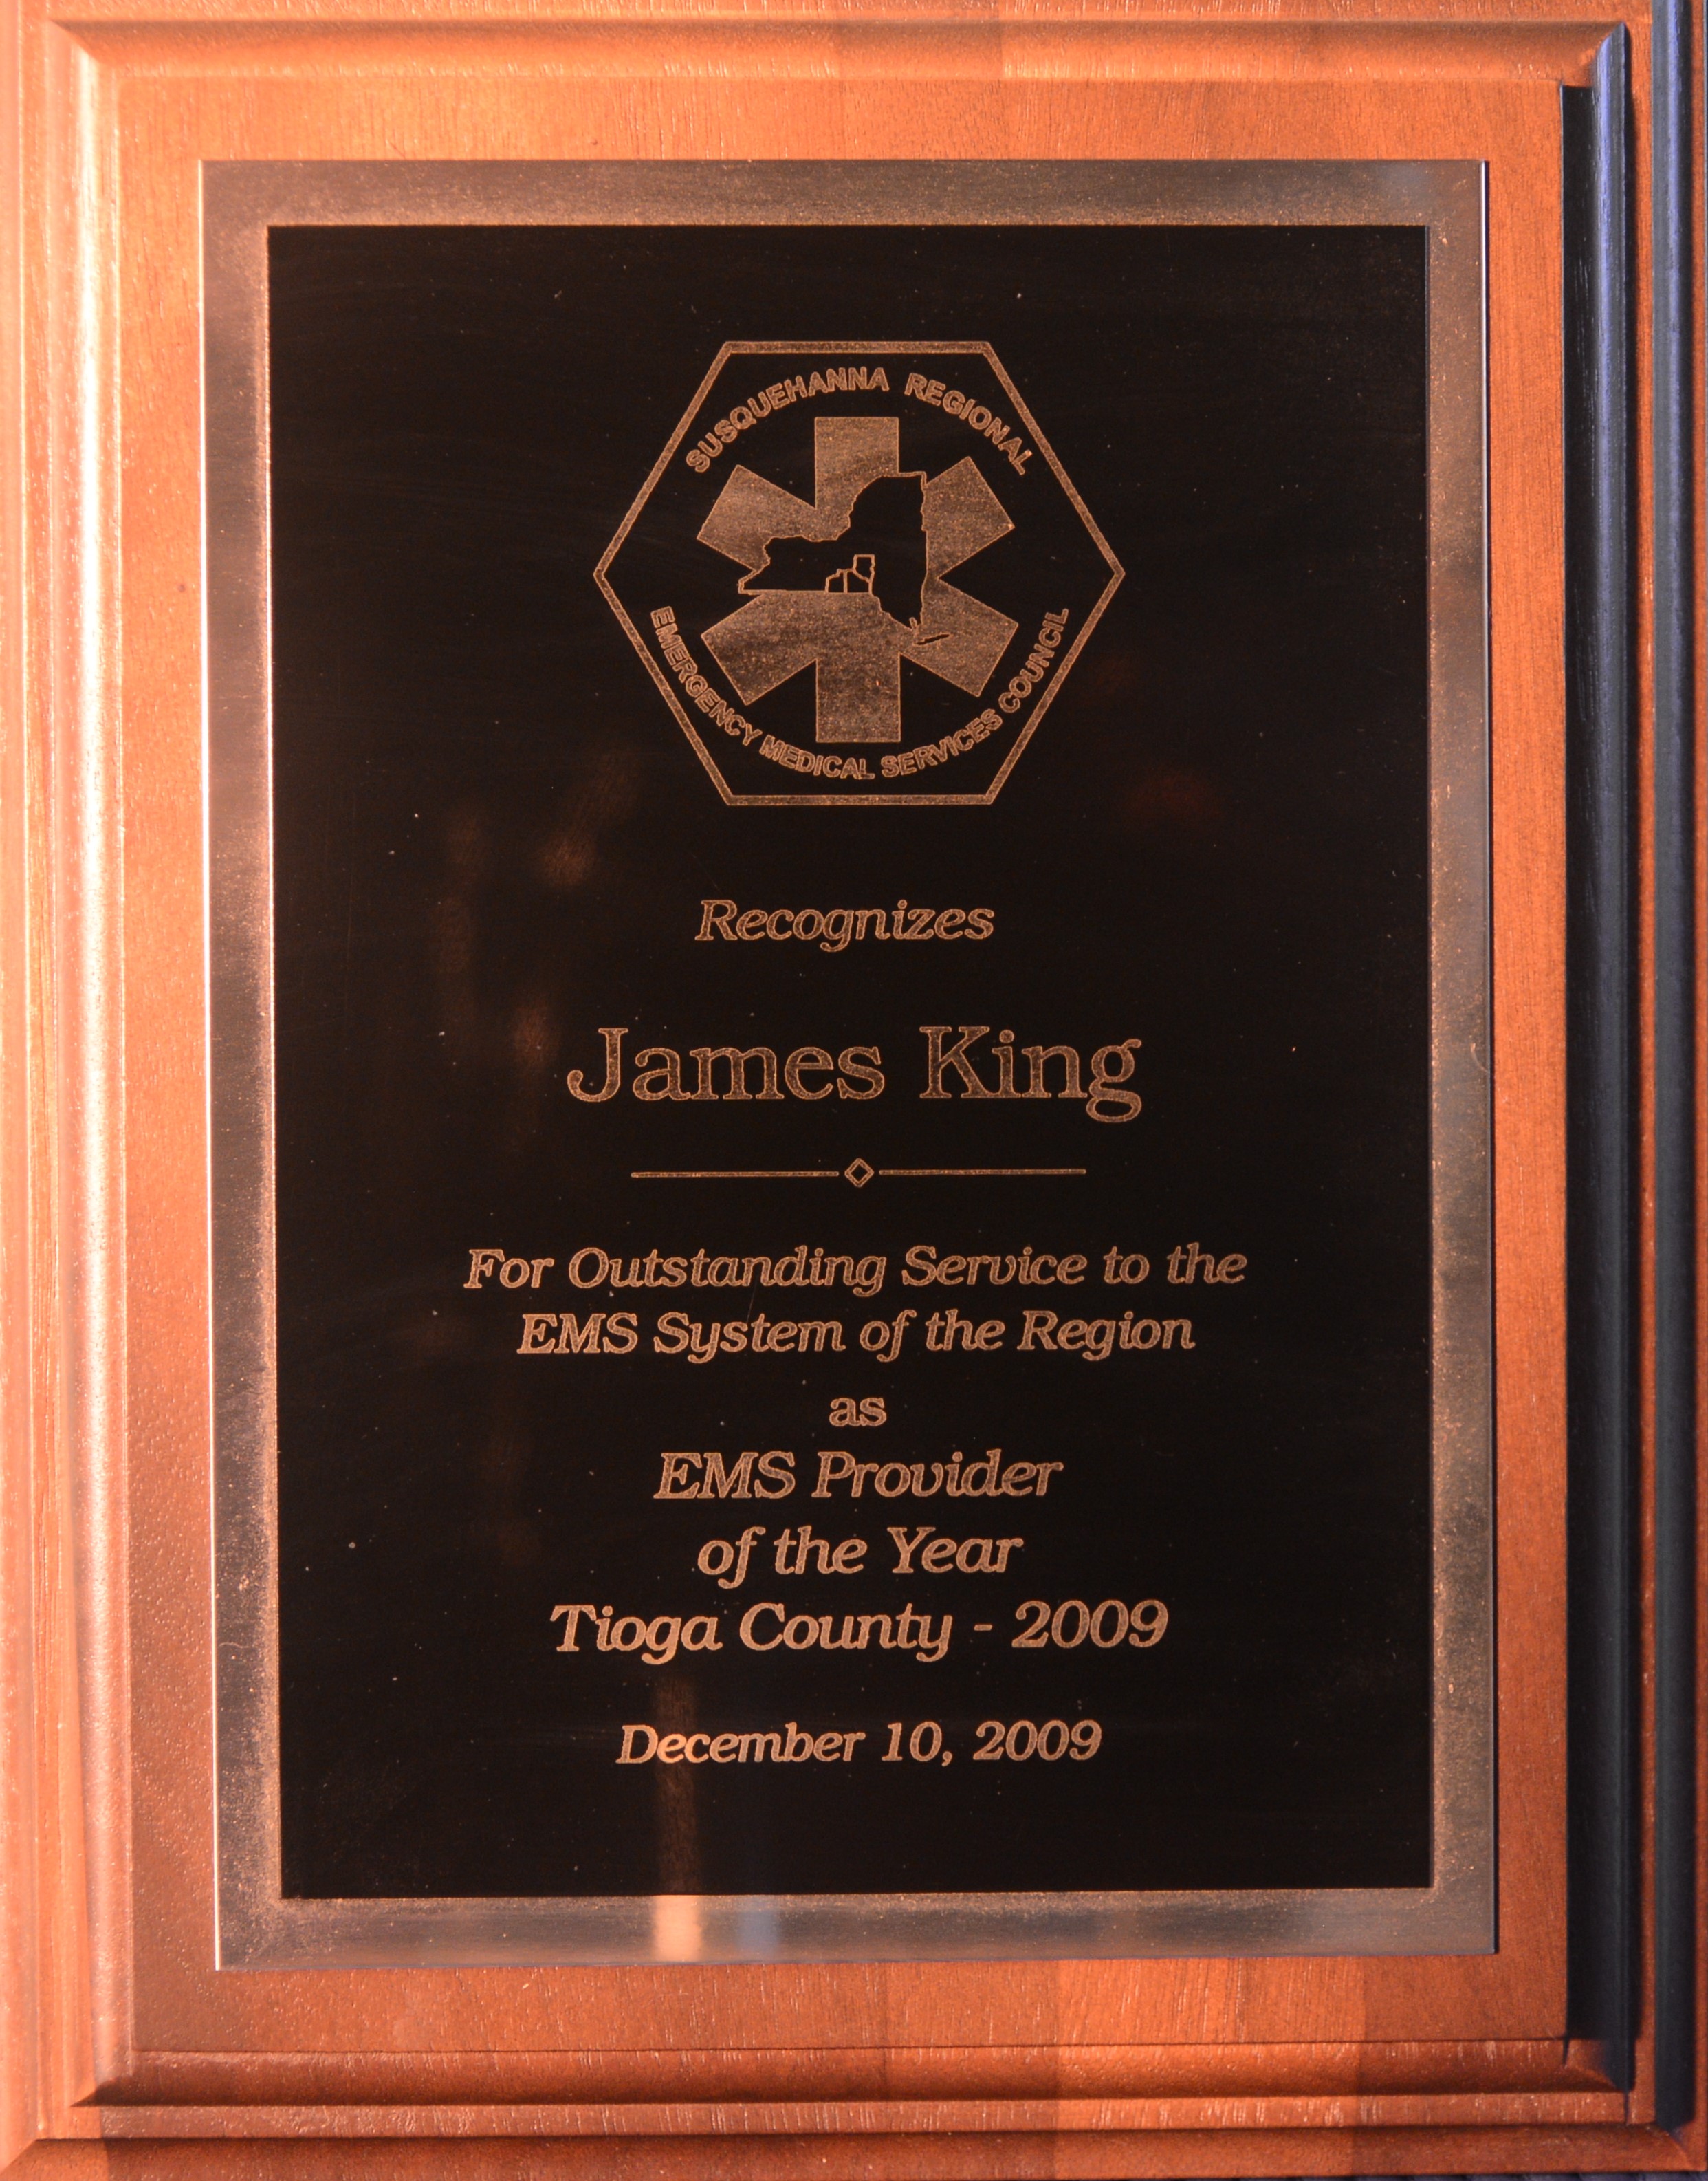 SUSQUEHANNA REGIONAL
EMERGENCY MEDICAL SERVICES COUNCIL
Recognizes
James King
For Outstanding Service to the
EMS System of the Region
as
EMS Provider
of the Year
Tioga County - 2009
December 10, 2009